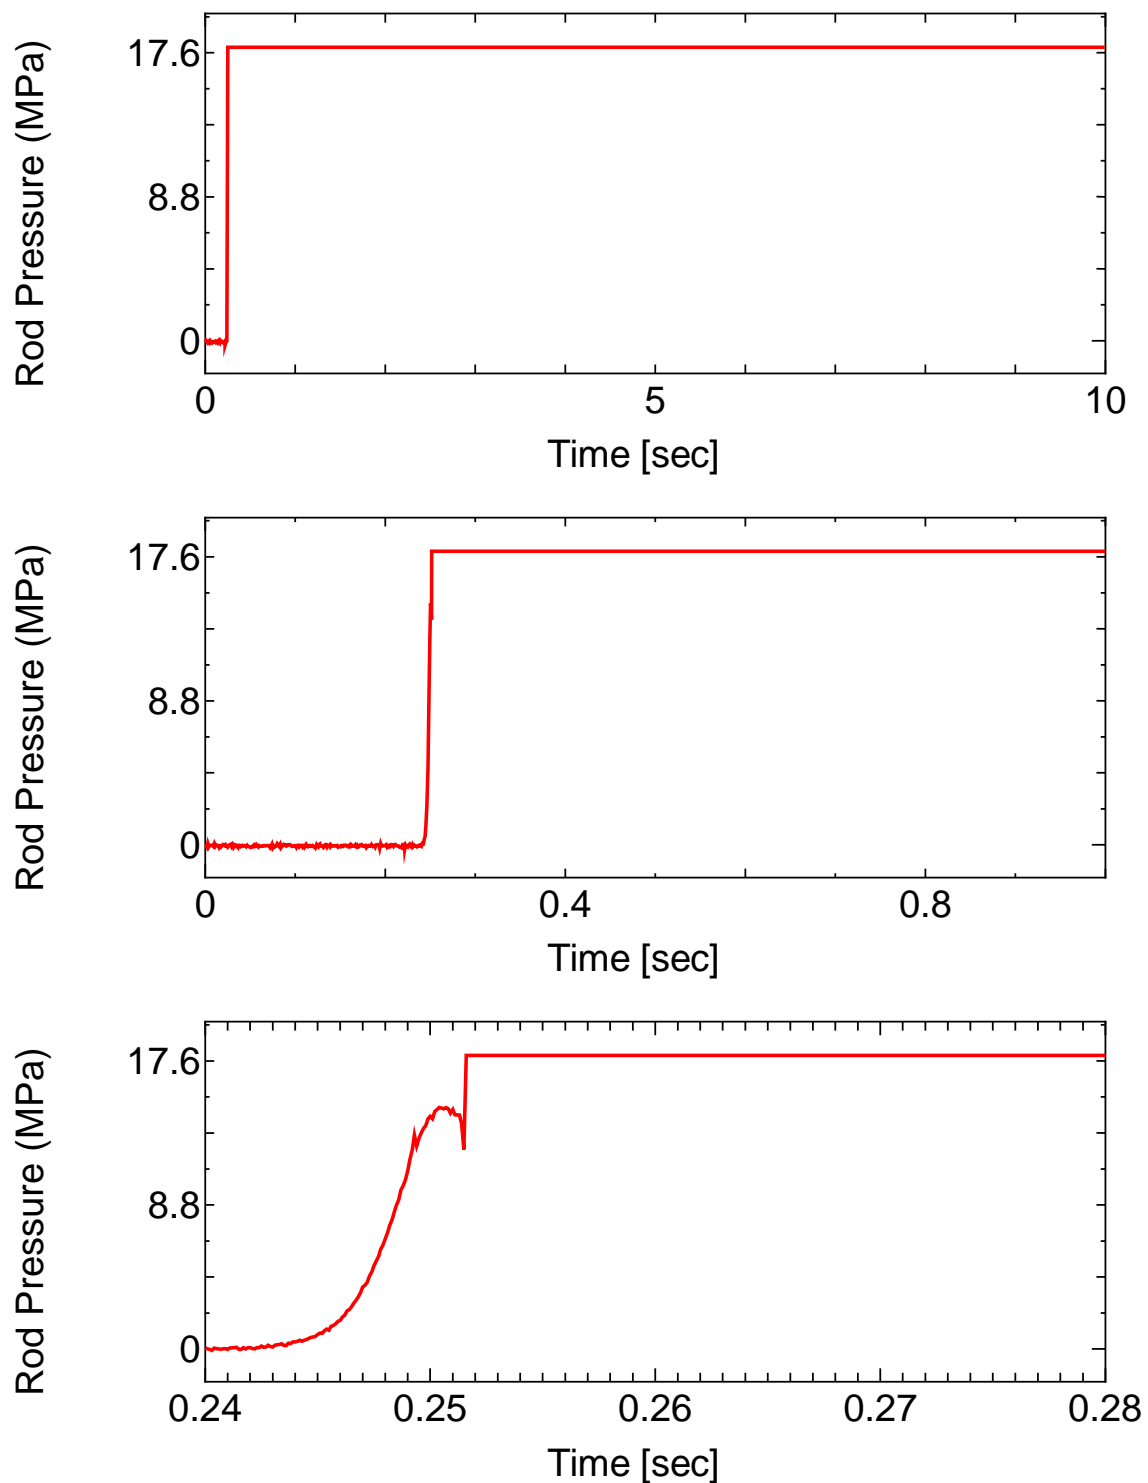 Rod Pressure (MPa)
17.6
8.8
0
0 5 10
Time [sec]
Rod Pressure (MPa)
17.6
8.8
0
0 0.4 0.8
Time [sec]
Rod Pressure (MPa)
17.6
8.8
0
0.24 0.25 0.26 0.27 0.28
Time [sec]